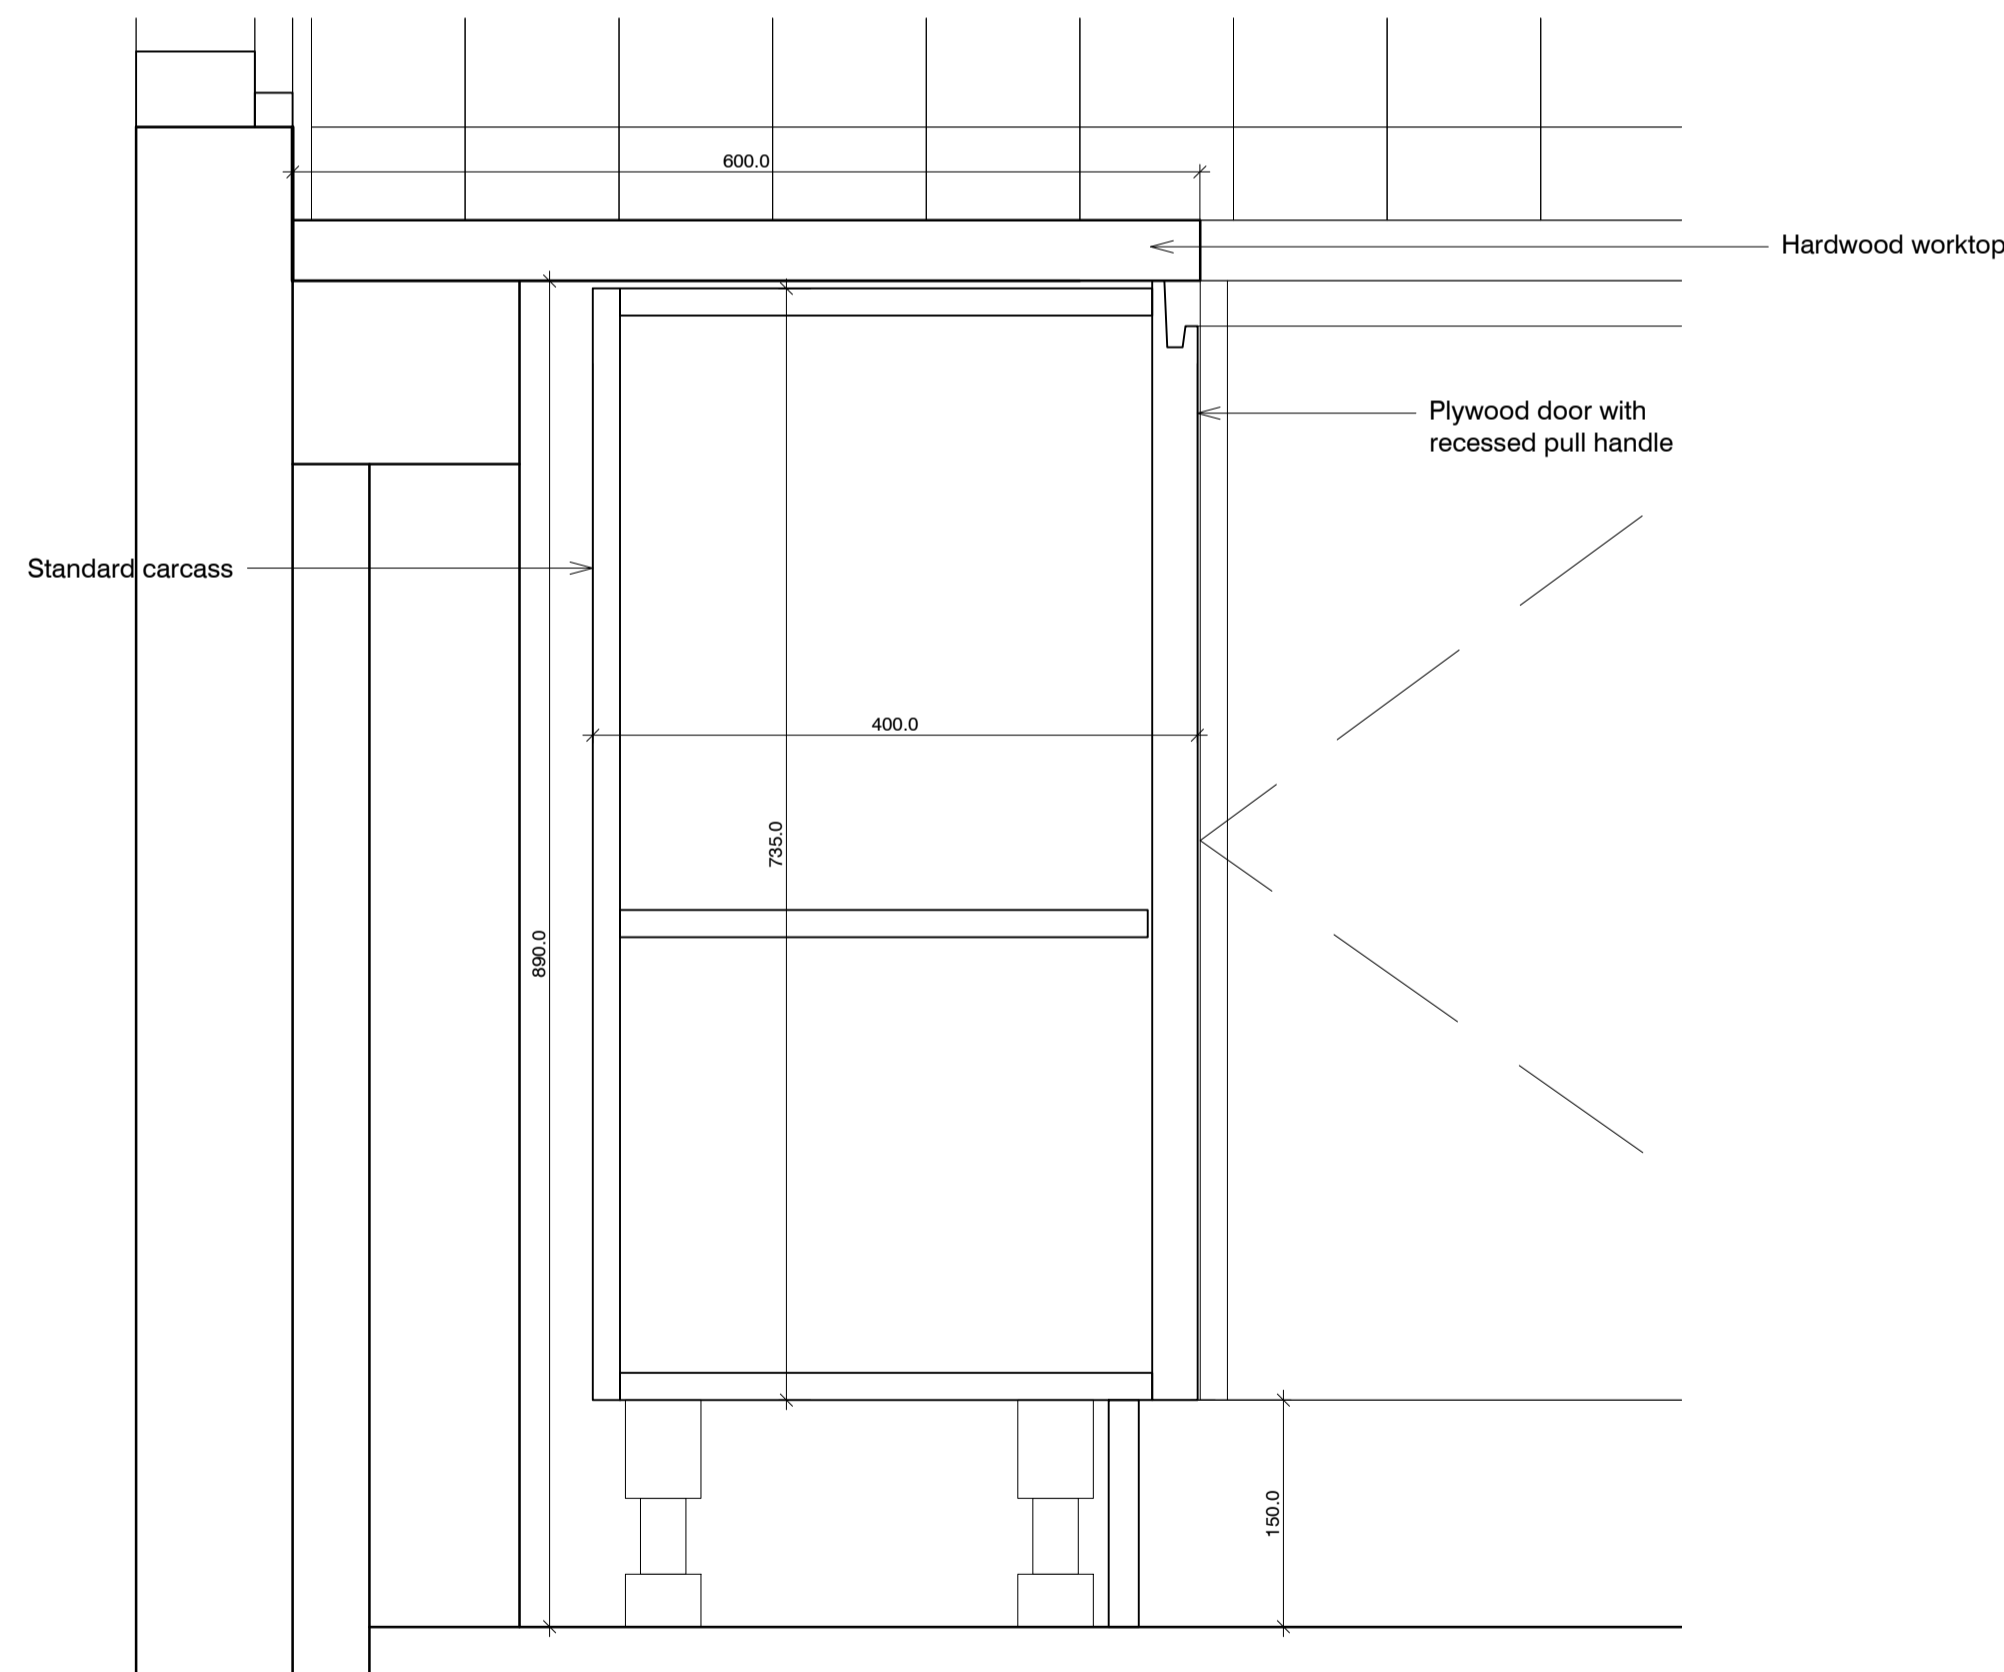 600.0
Hardwood worktop
Plywood door with
recessed pull handle
Standard carcass
400.0
735.0
890.0
150.0